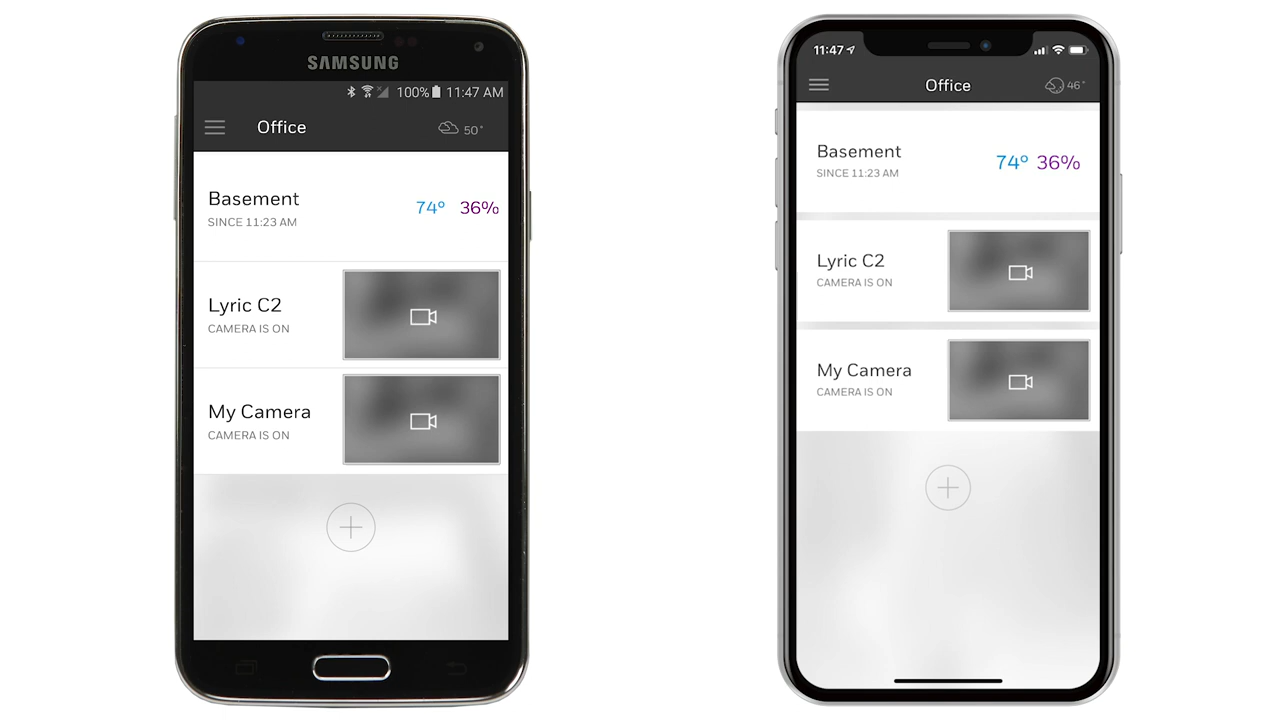 SAMSUNG
100% 11:47 AM
Office 50°
Basement
SINCE 11:23 AM
74° 36%
Lyric C2
CAMERA IS ON
My Camera
CAMERA IS ON
11:47
Office 46°
Basement
SINCE 11:23 AM
74° 36%
Lyric C2
CAMERA IS ON
My Camera
CAMERA IS ON